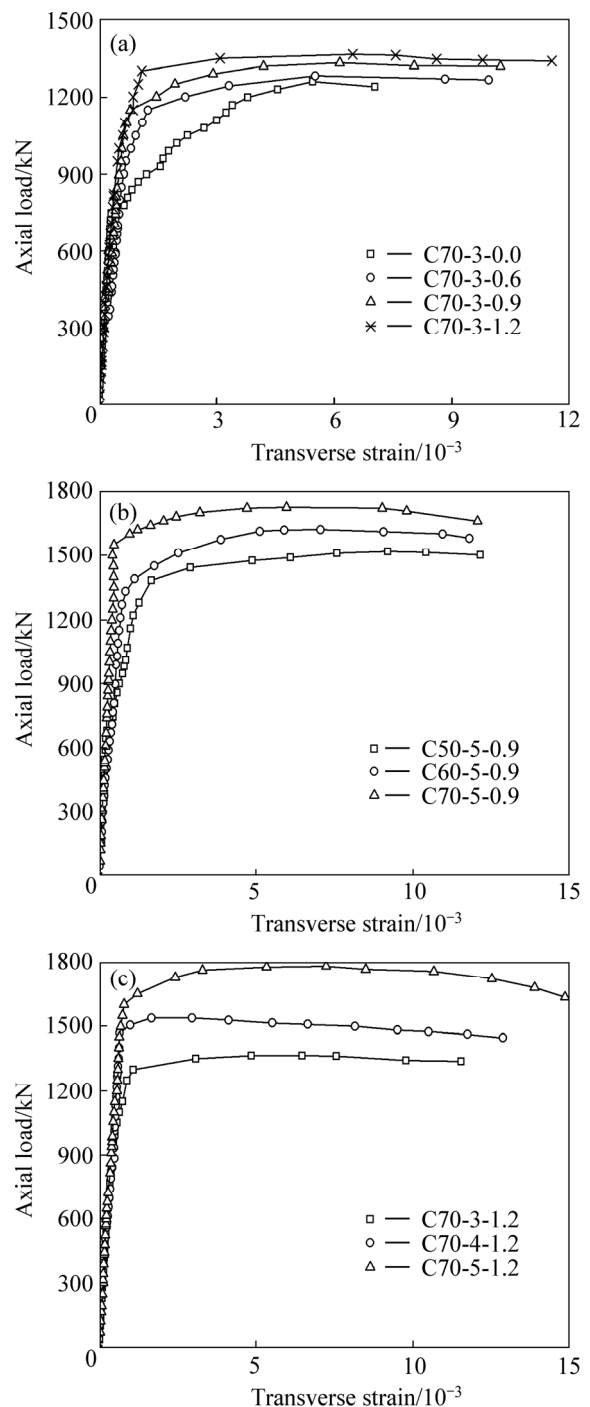 (a)
1500
1200
900
600
300
0
Axial load/kN
C70-3-0.0
C70-3-0.6
C70-3-0.9
C70-3-1.2
3
6
9
12
Transverse strain/10⁻³
(b)
1800
1500
1200
900
600
300
0
Axial load/kN
C50-5-0.9
C60-5-0.9
C70-5-0.9
5
10
15
Transverse strain/10⁻³
(c)
1800
1500
1200
900
600
300
0
Axial load/kN
C70-3-1.2
C70-4-1.2
C70-5-1.2
5
10
15
Transverse strain/10⁻³